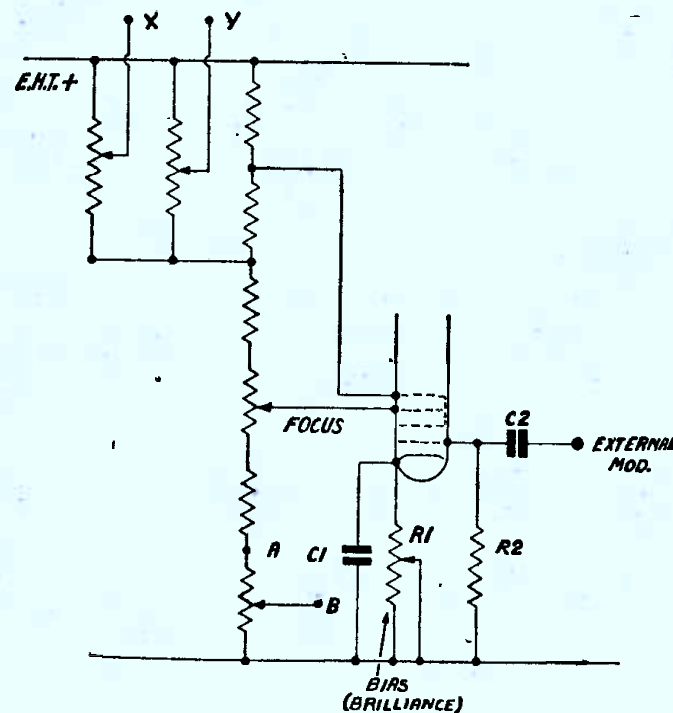 X
Y
E.H.T.+
FOCUS
C2
EXTERNAL
MOD.
A
C1
R1
R2
B
BIAS
(BRILLIANCE)